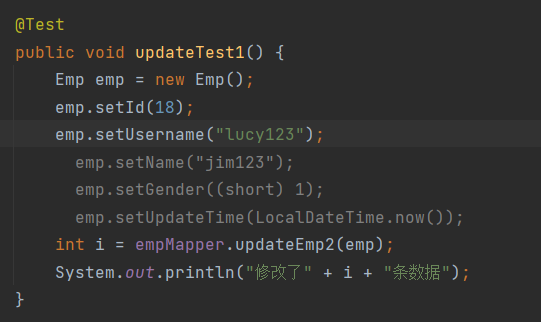 @Test
public void updateTest1() {
    Emp emp = new Emp();
    emp.setId(18);
    emp.setUsername("lucy123");
      emp.setName("jim123");
      emp.setGender((short) 1);
      emp.setUpdateTime(LocalDateTime.now());
    int i = empMapper.updateEmp2(emp);
    System.out.println("修改了" + i + "条数据");
}